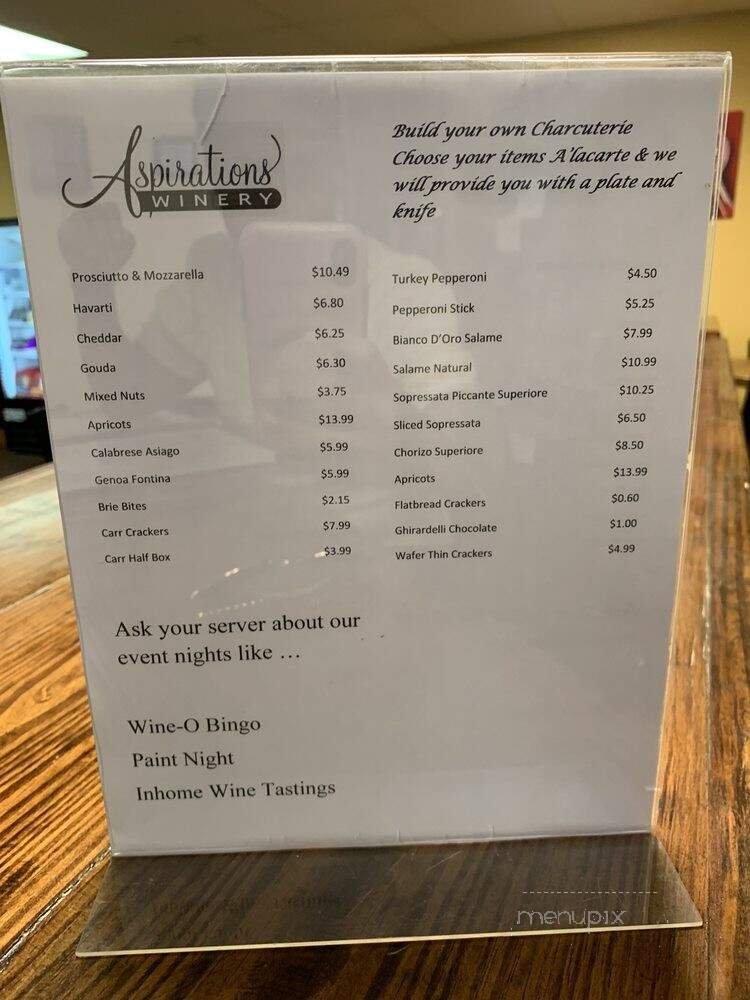 Aspirations
WINERY
Build your own Charcuterie
Choose your items A'lacarte & we
will provide you with a plate and
knife
Prosciutto & Mozzarella $10.49
Havarti $6.80
Cheddar $6.25
Gouda $6.30
Mixed Nuts $3.75
Apricots $13.99
Calabrese Asiago $5.99
Genoa Fontina $5.99
Brie Bites $2.15
Carr Crackers $7.99
Carr Half Box $3.99
Turkey Pepperoni $4.50
Pepperoni Stick $5.25
Bianco D'Oro Salame $7.99
Salame Natural $10.99
Sopressata Piccante Superiore $10.25
Sliced Sopressata $6.50
Chorizo Superiore $8.50
Apricots $13.99
Flatbread Crackers $0.60
Ghirardelli Chocolate $1.00
Wafer Thin Crackers $4.99
Ask your server about our
event nights like …
Wine-O Bingo
Paint Night
Inhome Wine Tastings
menupix